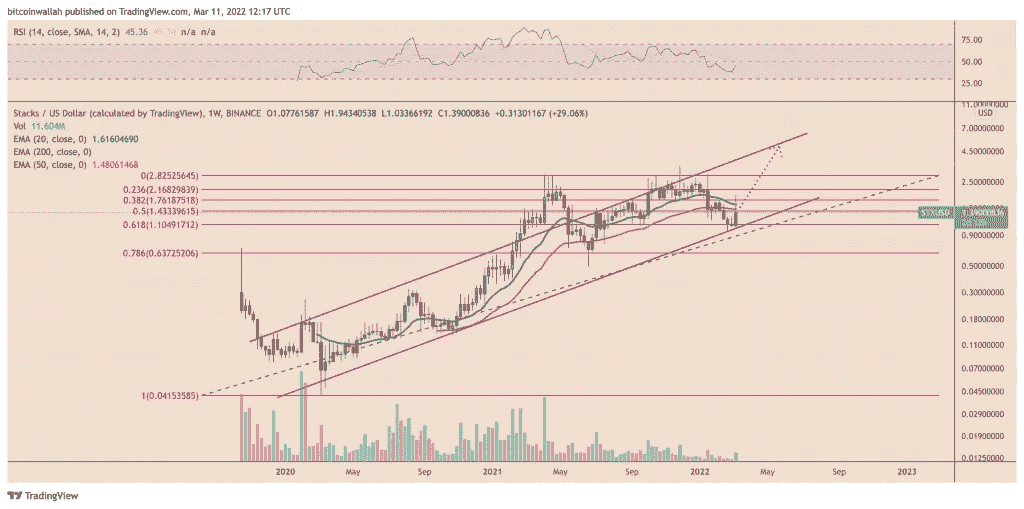 bitcoinwallah published on TradingView.com, Mar 11, 2022 12:17 UTC
RSI (14, close, SMA, 14, 2) 45.36 n/a n/a
75.00
50.00
25.00
Stacks / US Dollar (calculated by TradingView), 1W, BINANCE O1.07761587 H1.94340538 L1.03366192 C1.39000836 +0.31301167 (+29.06%)
Vol 11.604M
EMA (20, close, 0) 1.61604690
EMA (200, close, 0)
EMA (50, close, 0) 1.48061468
USD
7.00000000
4.50000000
2.50000000
1.39000836
0.90000000
0.50000000
0.30000000
0.18000000
0.11000000
0.07000000
0.04500000
0.02900000
0.01900000
0.01250000
0(2.82525645)
0.236(2.16829839)
0.382(1.76187518)
0.5(1.43339615)
0.618(1.10491712)
0.786(0.63725206)
1(0.04153585)
2020 May Sep 2021 May Sep 2022 May Sep 2023
TradingView